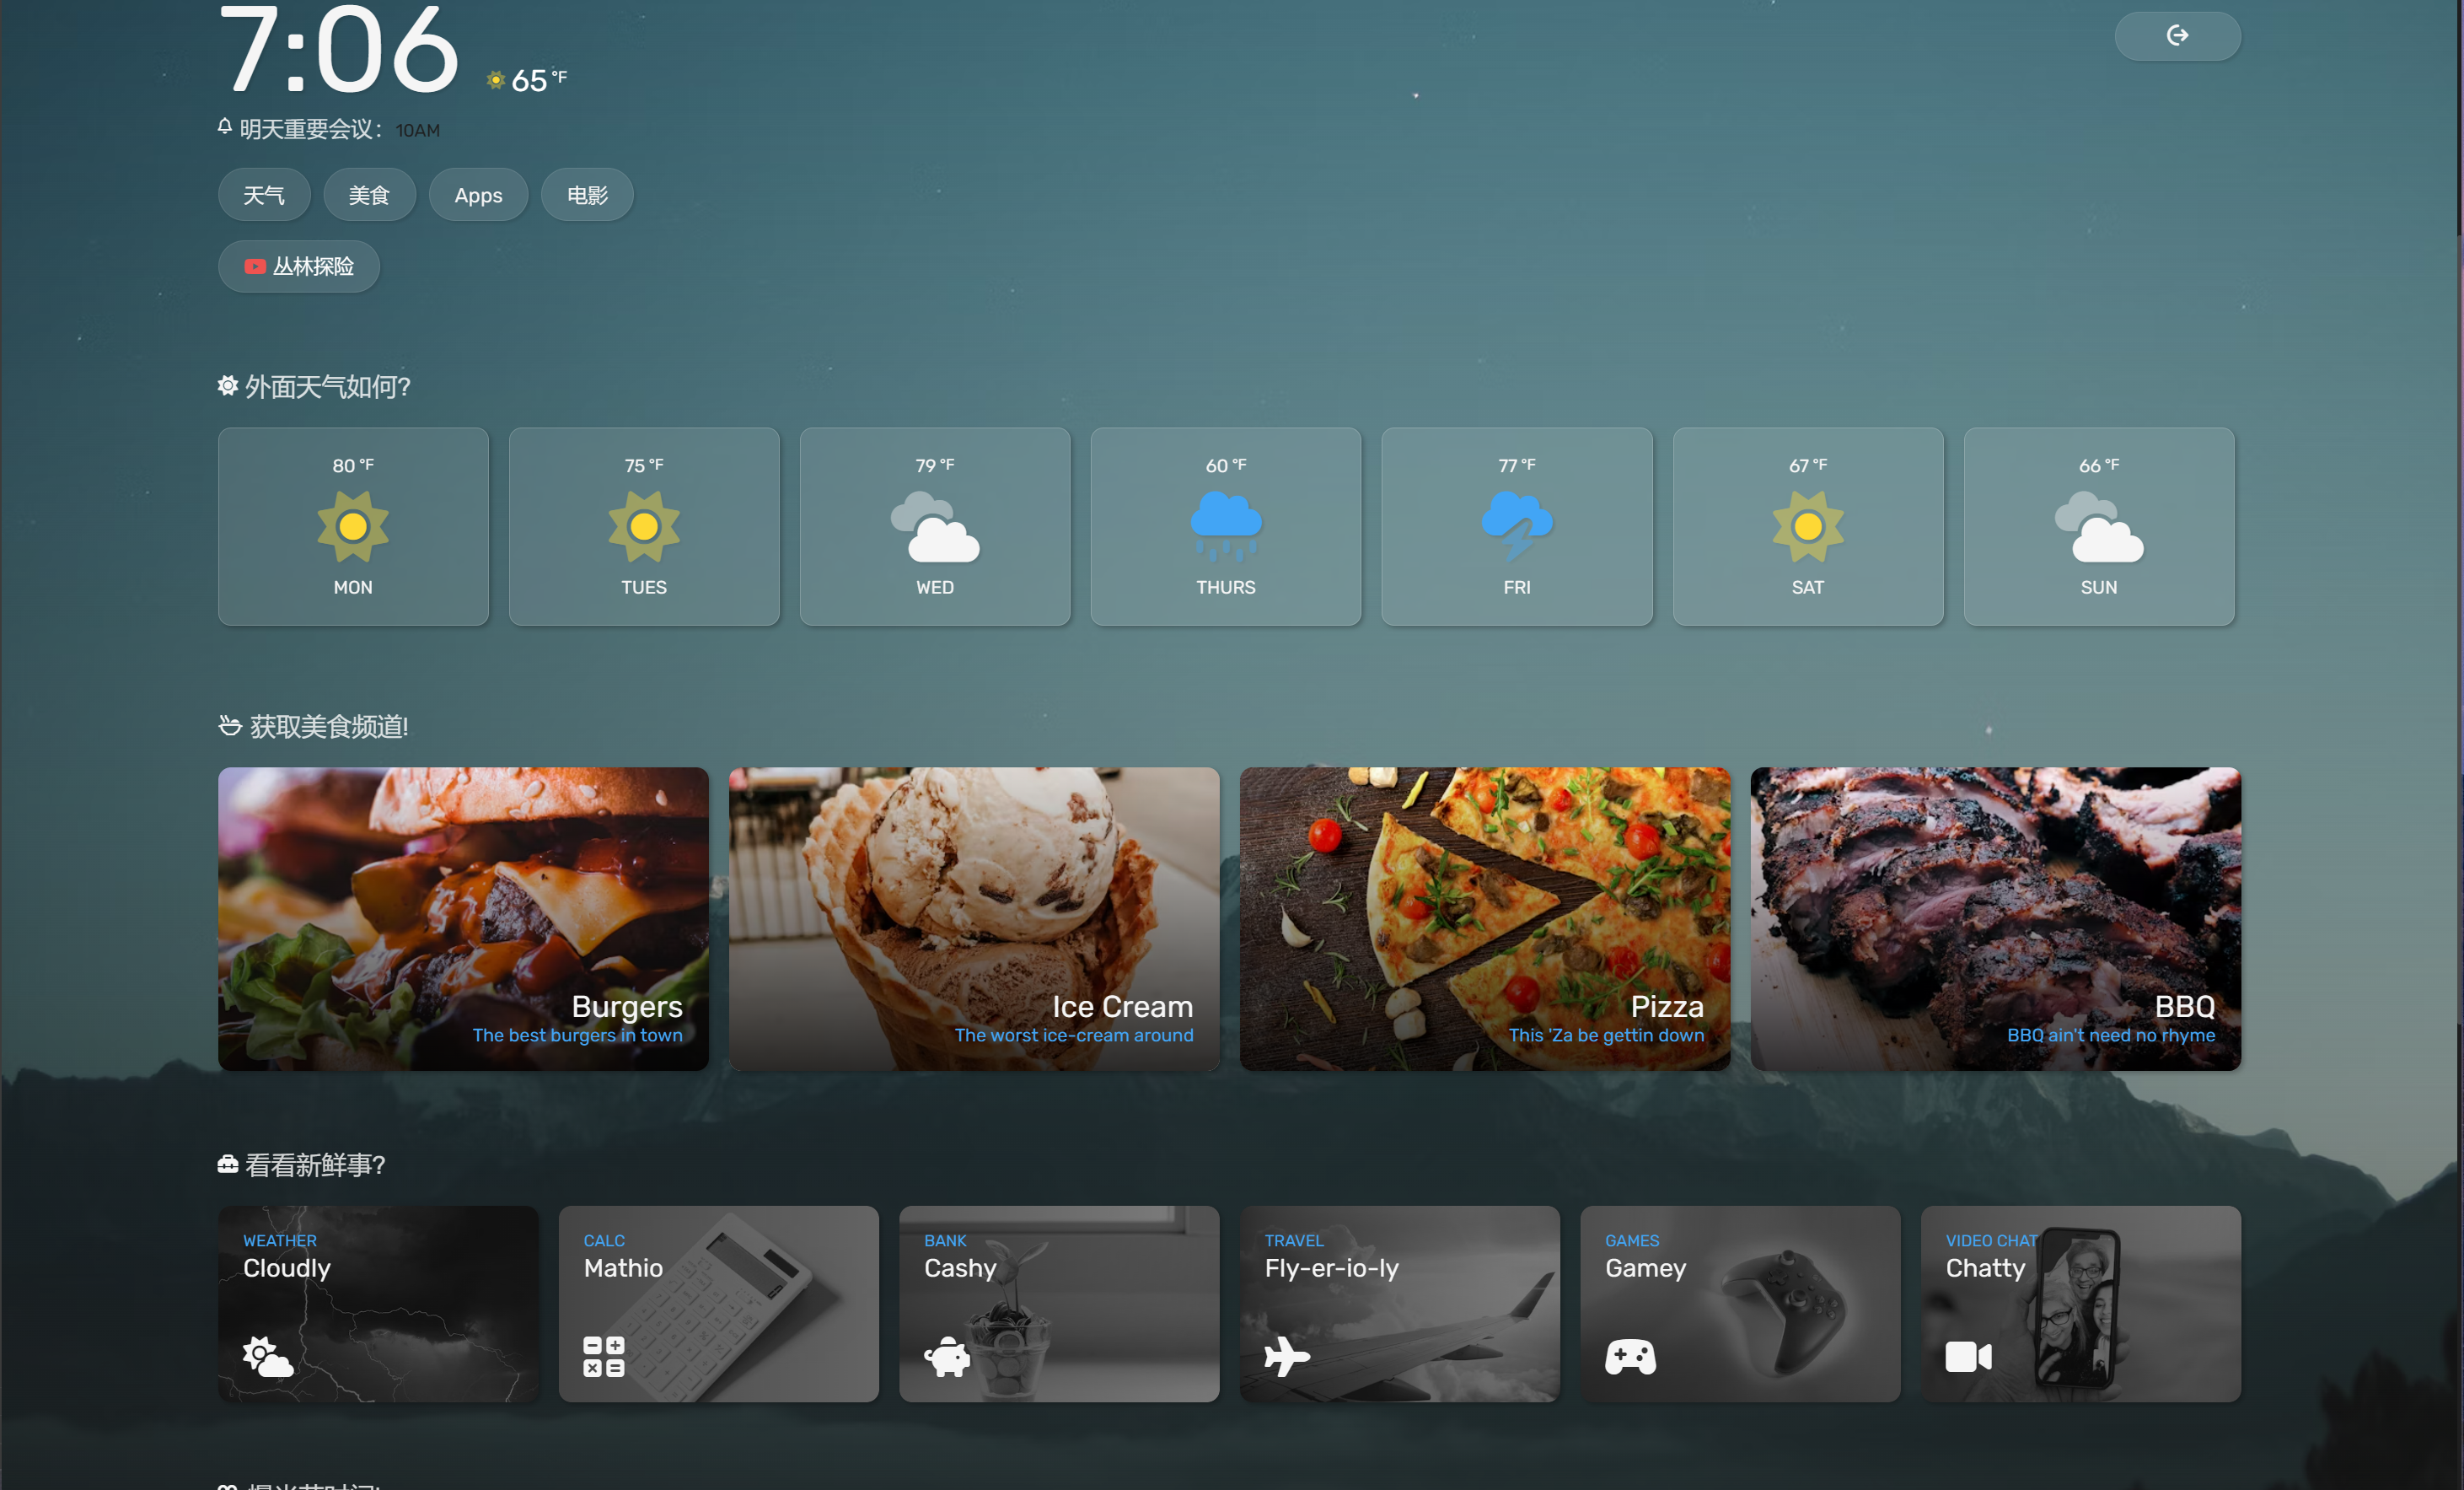 7:06
65 °F
明天重要会议： 10AM
天气 美食 Apps 电影
丛林探险
外面天气如何?
80 °F
MON
75 °F
TUES
79 °F
WED
60 °F
THURS
77 °F
FRI
67 °F
SAT
66 °F
SUN
获取美食频道!
Burgers
The best burgers in town
Ice Cream
The worst ice-cream around
Pizza
This 'Za be gettin down
BBQ
BBQ ain't need no rhyme
看看新鲜事?
WEATHER
Cloudly
CALC
Mathio
BANK
Cashy
TRAVEL
Fly-er-io-ly
GAMES
Gamey
VIDEO CHAT
Chatty